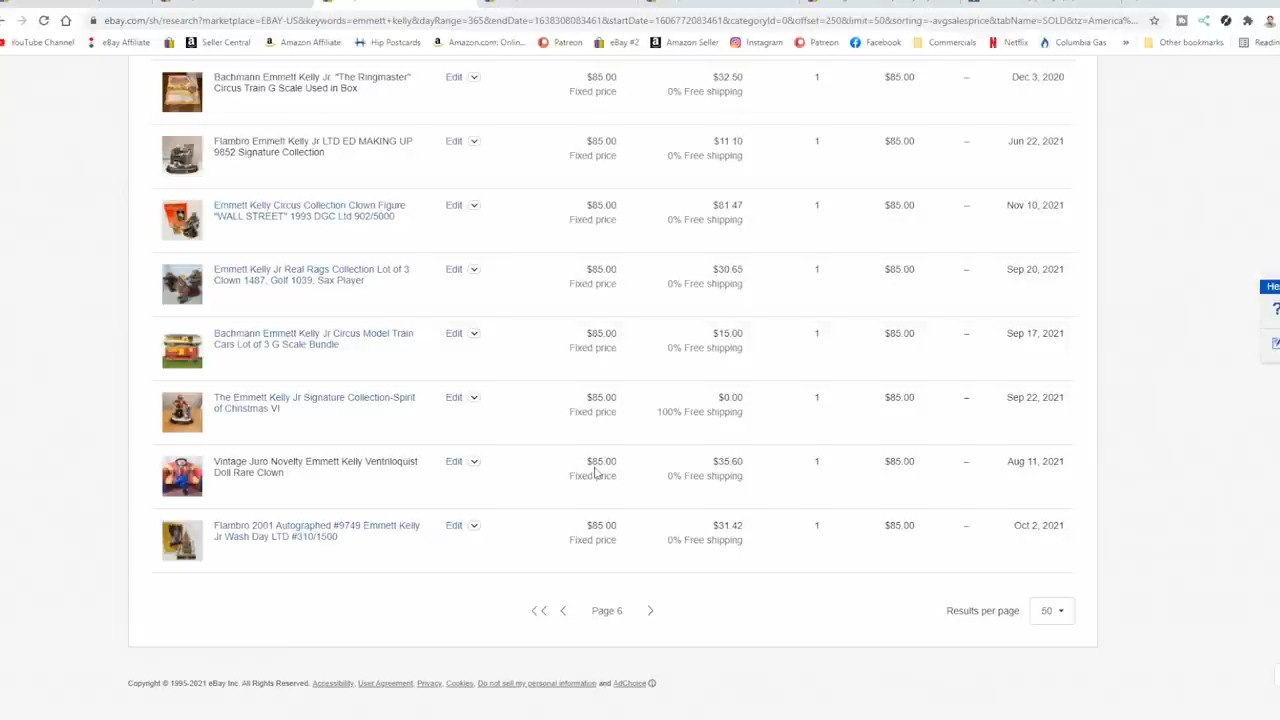 ebay.com/sh/research?marketplace=EBAY-US&keywords=emmett+kelly&dayRange=365&endDate=1638308083461&startDate=1606772083461&categoryId=0&offset=250&limit=50&sorting=-avgsalesprice&tabName=SOLD&tz=America%...
YouTube Channel eBay Affiliate Seller Central Amazon Affiliate Hip Postcards Amazon.com: Onlin... Patreon eBay #2 Amazon Seller Instagram Patreon Facebook Commercials Netflix Columbia Gas » Other bookmarks Readin
Bachmann Emmett Kelly Jr. "The Ringmaster" Edit $85.00 $32.50 1 $85.00 – Dec 3, 2020
Circus Train G Scale Used in Box Fixed price 0% Free shipping
Flambro Emmett Kelly Jr LTD ED MAKING UP Edit $85.00 $11.10 1 $85.00 – Jun 22, 2021
9852 Signature Collection Fixed price 0% Free shipping
Emmett Kelly Circus Collection Clown Figure Edit $85.00 $81.47 1 $85.00 – Nov 10, 2021
"WALL STREET" 1993 DGC Ltd 902/5000 Fixed price 0% Free shipping
Emmett Kelly Jr Real Rags Collection Lot of 3 Edit $85.00 $30.65 1 $85.00 – Sep 20, 2021
Clown 1487, Golf 1039, Sax Player Fixed price 0% Free shipping
Bachmann Emmett Kelly Jr Circus Model Train Edit $85.00 $15.00 1 $85.00 – Sep 17, 2021
Cars Lot of 3 G Scale Bundle Fixed price 0% Free shipping
The Emmett Kelly Jr Signature Collection-Spirit Edit $85.00 $0.00 1 $85.00 – Sep 22, 2021
of Christmas VI Fixed price 100% Free shipping
Vintage Juro Novelty Emmett Kelly Ventriloquist Edit $85.00 $35.60 1 $85.00 – Aug 11, 2021
Doll Rare Clown Fixed price 0% Free shipping
Flambro 2001 Autographed #9749 Emmett Kelly Edit $85.00 $31.42 1 $85.00 – Oct 2, 2021
Jr Wash Day LTD #310/1500 Fixed price 0% Free shipping
He
?
Page 6 Results per page 50
Copyright © 1995-2021 eBay Inc. All Rights Reserved. Accessibility, User Agreement, Privacy, Cookies, Do not sell my personal information and AdChoice